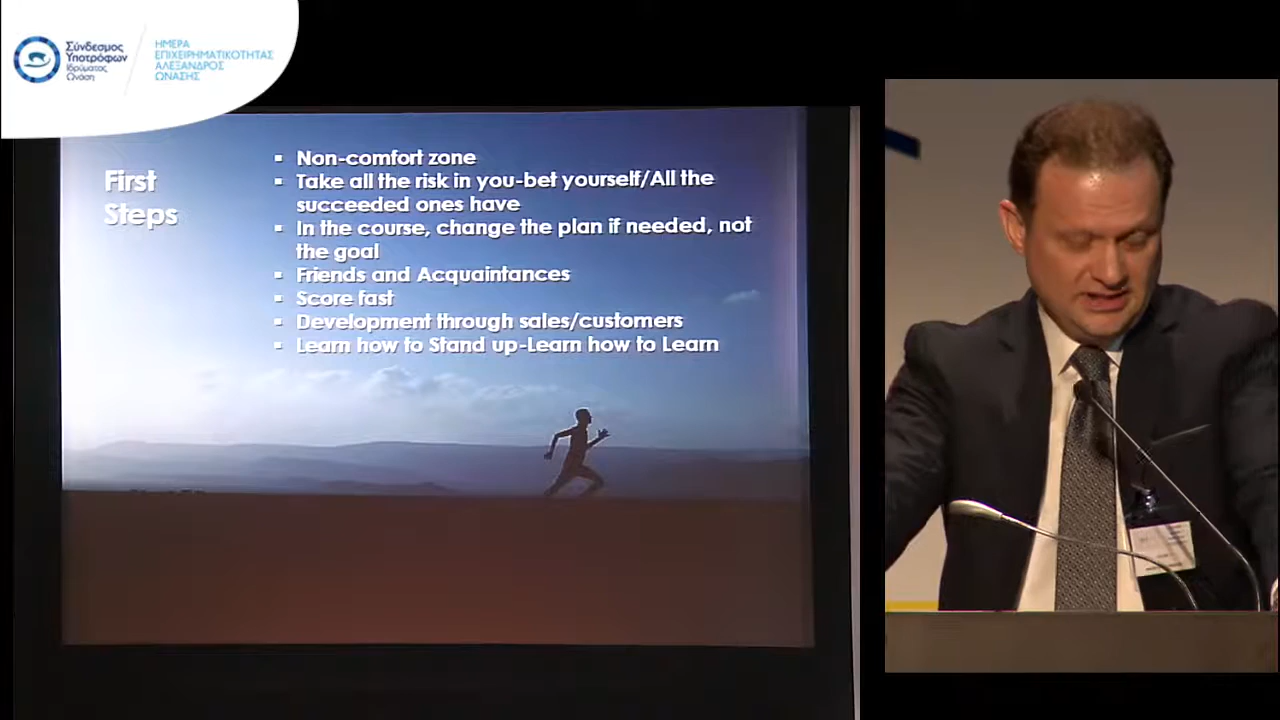 Σύνδεσμος
Υποτρόφων
Ιδρύματος
Ωνάση
ΗΜΕΡΑ
ΕΠΙΧΕΙΡΗΜΑΤΙΚΟΤΗΤΑΣ
ΑΛΕΞΑΝΔΡΟΣ
ΩΝΑΣΗΣ
First
Steps
▪ Non-comfort zone
▪ Take all the risk in you-bet yourself/All the
succeeded ones have
▪ In the course, change the plan if needed, not
the goal
▪ Friends and Acquaintances
▪ Score fast
▪ Development through sales/customers
▪ Learn how to Stand up-Learn how to Learn